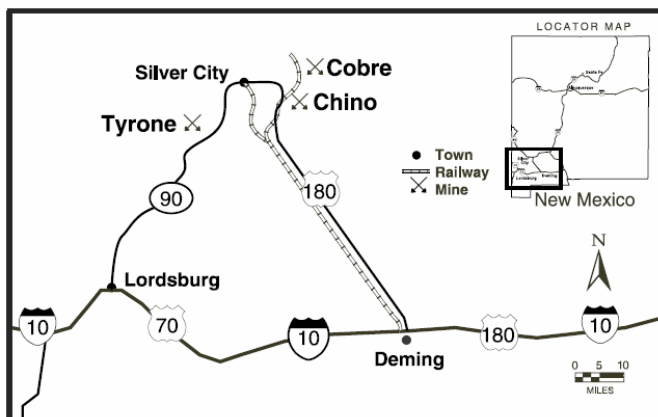 LOCATOR MAP
Cobre
Silver City
Chino
Tyrone
Town
Railway
Mine
180
90
New Mexico
N
Lordsburg
10
70
10
180
10
Deming
0 5 10
MILES